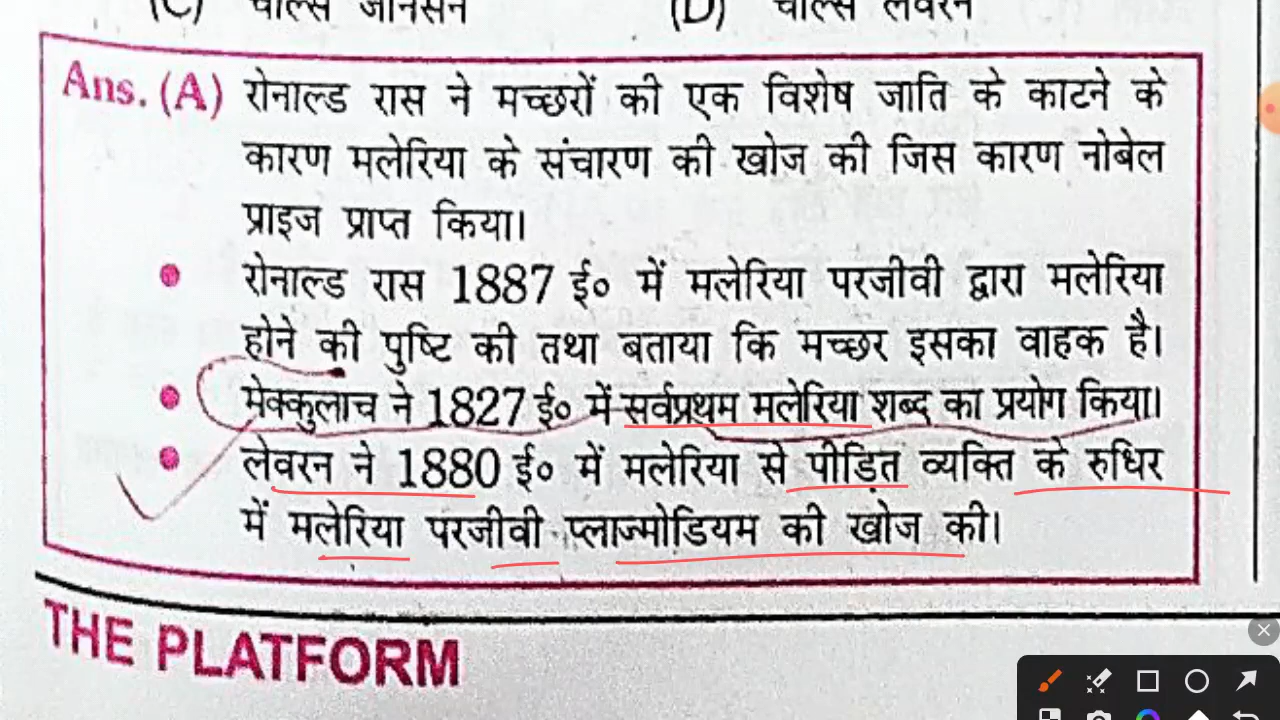 (C) चार्ल्स जॉनसन (D) चार्ल्स लेवरन
Ans. (A) रोनाल्ड रास ने मच्छरों की एक विशेष जाति के काटने के
कारण मलेरिया के संचारण की खोज की जिस कारण नोबेल
प्राइज प्राप्त किया।
• रोनाल्ड रास 1887 ई० में मलेरिया परजीवी द्वारा मलेरिया
होने की पुष्टि की तथा बताया कि मच्छर इसका वाहक है।
• मेक्कुलाच ने 1827 ई० में सर्वप्रथम मलेरिया शब्द का प्रयोग किया।
• लेवरन ने 1880 ई० में मलेरिया से पीड़ित व्यक्ति के रुधिर
में मलेरिया परजीवी प्लाज्मोडियम की खोज की।
THE PLATFORM